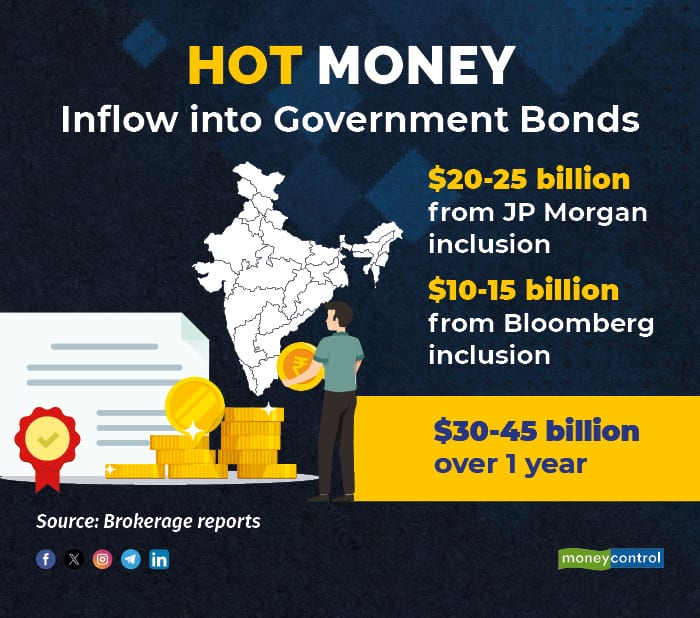 HOT MONEY
Inflow into Government Bonds
$20-25 billion
from JP Morgan
inclusion
$10-15 billion
from Bloomberg
inclusion
₹
$30-45 billion
over 1 year
Source: Brokerage reports
moneycontrol